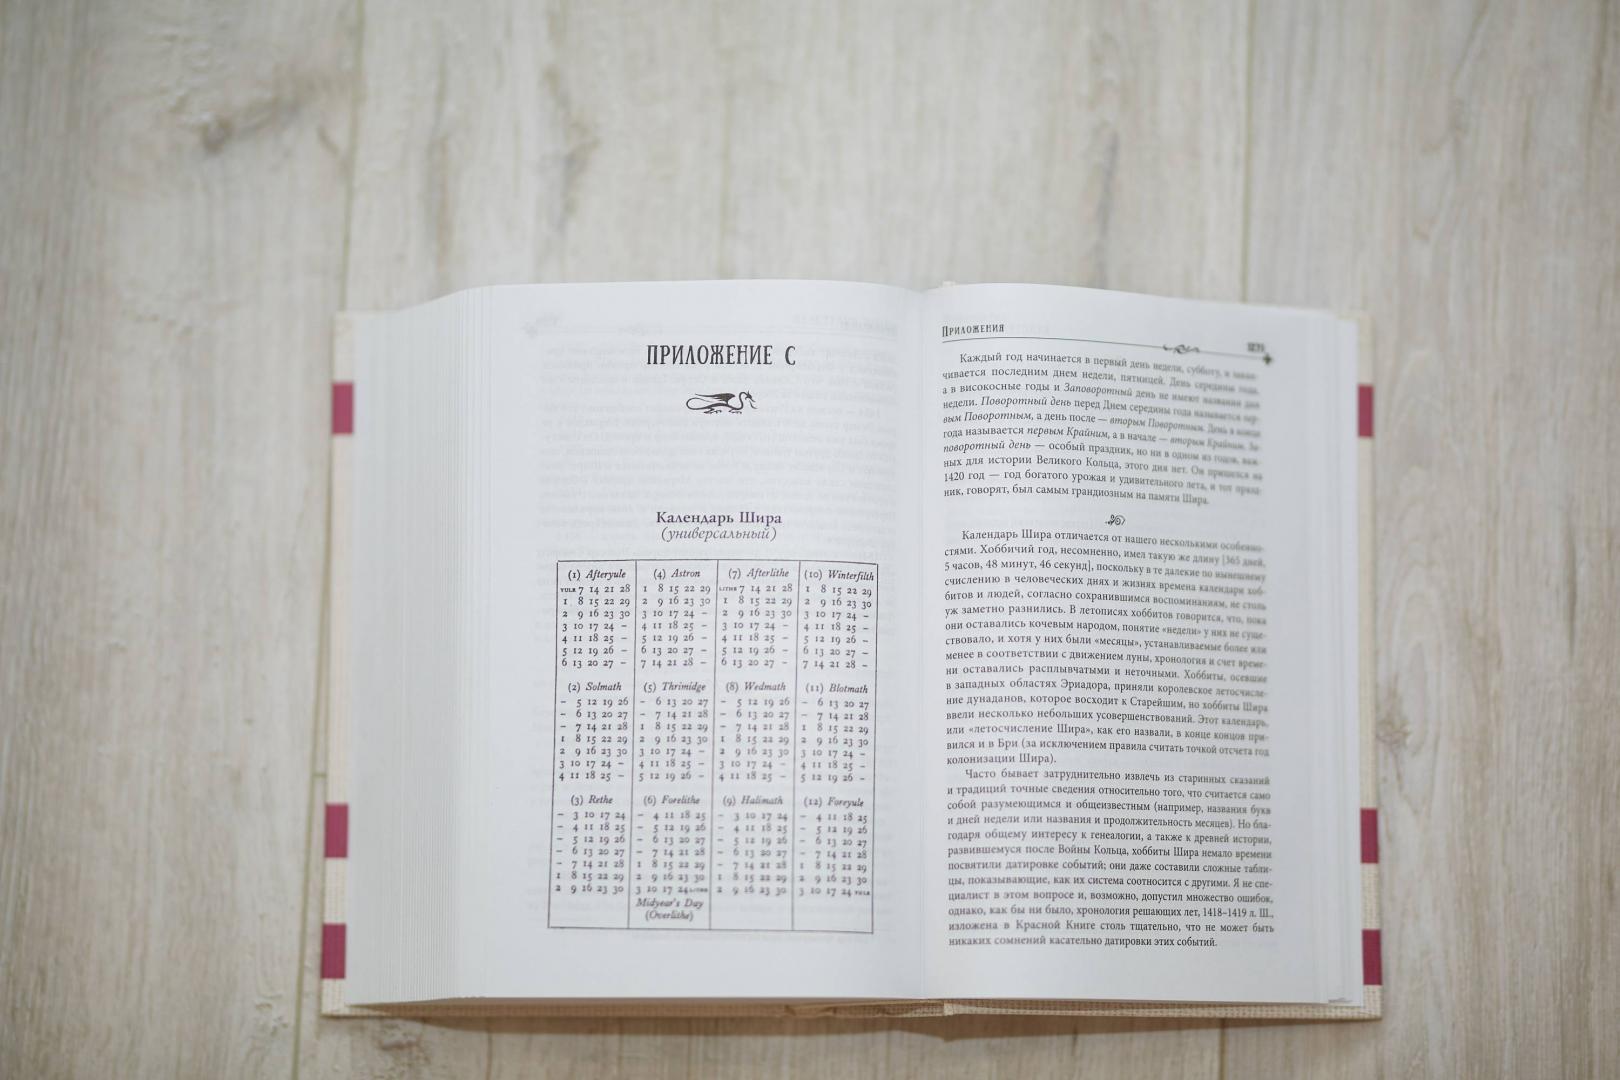 ПРИЛОЖЕНИЕ С
Календарь Шира
(универсальный)
(1) Afteryule
YULE 7 14 21 28
1 8 15 22 29
2 9 16 23 30
3 10 17 24 –
4 11 18 25 –
5 12 19 26 –
6 13 20 27 –
(4) Astron
1 8 15 22 29
2 9 16 23 30
3 10 17 24 –
4 11 18 25 –
5 12 19 26 –
6 13 20 27 –
7 14 21 28 –
(7) Afterlithe
LITHE 7 14 21 28
1 8 15 22 29
2 9 16 23 30
3 10 17 24 –
4 11 18 25 –
5 12 19 26 –
6 13 20 27 –
(10) Winterfilth
1 8 15 22 29
2 9 16 23 30
3 10 17 24 –
4 11 18 25 –
5 12 19 26 –
6 13 20 27 –
7 14 21 28 –
(2) Solmath
– 5 12 19 26
– 6 13 20 27
– 7 14 21 28
1 8 15 22 29
2 9 16 23 30
3 10 17 24 –
4 11 18 25 –
(5) Thrimidge
– 6 13 20 27
– 7 14 21 28
1 8 15 22 29
2 9 16 23 30
3 10 17 24 –
4 11 18 25 –
5 12 19 26 –
(8) Wedmath
– 5 12 19 26
– 6 13 20 27
– 7 14 21 28
1 8 15 22 29
2 9 16 23 30
3 10 17 24 –
4 11 18 25 –
(11) Blotmath
– 6 13 20 27
– 7 14 21 28
1 8 15 22 29
2 9 16 23 30
3 10 17 24 –
4 11 18 25 –
5 12 19 26 –
(3) Rethe
– 3 10 17 24
– 4 11 18 25
– 5 12 19 26
– 6 13 20 27
– 7 14 21 28
1 8 15 22 29
2 9 16 23 30
(6) Forelithe
– 4 11 18 25
– 5 12 19 26
– 6 13 20 27
– 7 14 21 28
1 8 15 22 29
2 9 16 23 30
3 10 17 24 LITHE
Midyear's Day
(Overlithe)
(9) Halimath
– 3 10 17 24
– 4 11 18 25
– 5 12 19 26
– 6 13 20 27
– 7 14 21 28
1 8 15 22 29
2 9 16 23 30
(12) Foreyule
– 4 11 18 25
– 5 12 19 26
– 6 13 20 27
– 7 14 21 28
1 8 15 22 29
2 9 16 23 30
3 10 17 24 YULE
Приложения
Каждый год начинается в первый день недели, субботу, и закан-
чивается последним днем недели, пятницей. День середины года,
а в високосные годы и Заповоротный день не имеют названия дня
недели. Поворотный день перед Днем середины года называется пер-
вым Поворотным, а день после — вторым Поворотным. День в конце
года называется первым Крайним, а в начале — вторым Крайним. За-
поворотный день — особый праздник, но ни в одном из годов, важ-
ных для истории Великого Кольца, этого дня нет. Он пришелся на
1420 год — год богатого урожая и удивительного лета, и тот празд-
ник, говорят, был самым грандиозным на памяти Шира.
Календарь Шира отличается от нашего несколькими особенно-
стями. Хоббичий год, несомненно, имел такую же длину [365 дней,
5 часов, 48 минут, 46 секунд], поскольку в те далекие по нынешнему
счислению в человеческих днях и жизнях времена календари хоб-
битов и людей, согласно сохранившимся воспоминаниям, не столь
уж заметно разнились. В летописях хоббитов говорится, что, пока
они оставались кочевым народом, понятие «недели» у них не суще-
ствовало, и хотя у них были «месяцы», устанавливаемые более или
менее в соответствии с движением луны, хронология и счет време-
ни оставались расплывчатыми и неточными. Хоббиты, осевшие
в западных областях Эриадора, приняли королевское летосчисле-
ние дунаданов, которое восходит к Старейшим, но хоббиты Шира
ввели несколько небольших усовершенствований. Этот календарь,
или «летосчисление Шира», как его назвали, в конце концов при-
вился и в Бри (за исключением правила считать точкой отсчета год
колонизации Шира).
Часто бывает затруднительно извлечь из старинных сказаний
и традиций точные сведения относительно того, что считается само
собой разумеющимся и общеизвестным (например, названия букв
и дней недели или названия и продолжительность месяцев). Но бла-
годаря общему интересу к генеалогии, а также к древней истории,
развившемуся после Войны Кольца, хоббиты Шира немало времени
посвятили датировке событий; они даже составили сложные табли-
цы, показывающие, как их система соотносится с другими. Я не спе-
циалист в этом вопросе и, возможно, допустил множество ошибок,
однако, как бы ни было, хронология решающих лет, 1418–1419 л. Ш.,
изложена в Красной Книге столь тщательно, что не может быть
никаких сомнений касательно датировки этих событий.